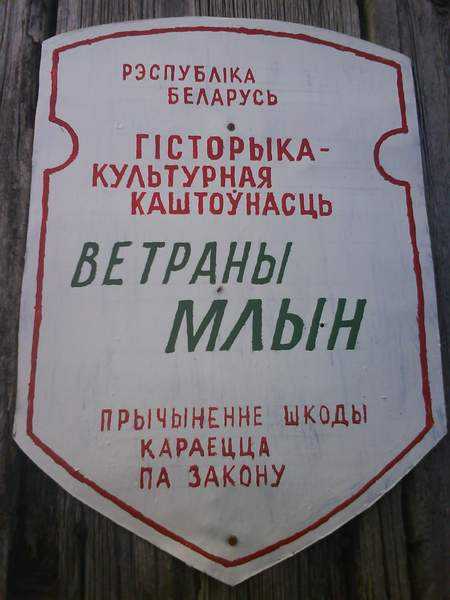 РЭСПУБЛІКА
БЕЛАРУСЬ
ГІСТОРЫКА-
КУЛЬТУРНАЯ
КАШТОЎНАСЦЬ
ВЕТРАНЫ
МЛЫН
ПРЫЧЫНЕННЕ ШКОДЫ
КАРАЕЦЦА
ПА ЗАКОНУ